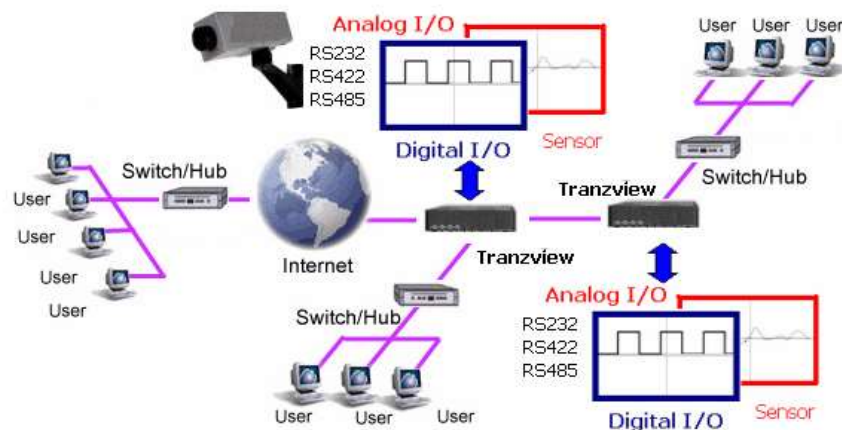 Analog I/O
RS232
RS422
RS485
Sensor
Digital I/O
User User User
Switch/Hub
Switch/Hub
Tranzview
User
User
User
User
Internet
Tranzview
Switch/Hub
User User User
Analog I/O
RS232
RS422
RS485
Sensor
Digital I/O